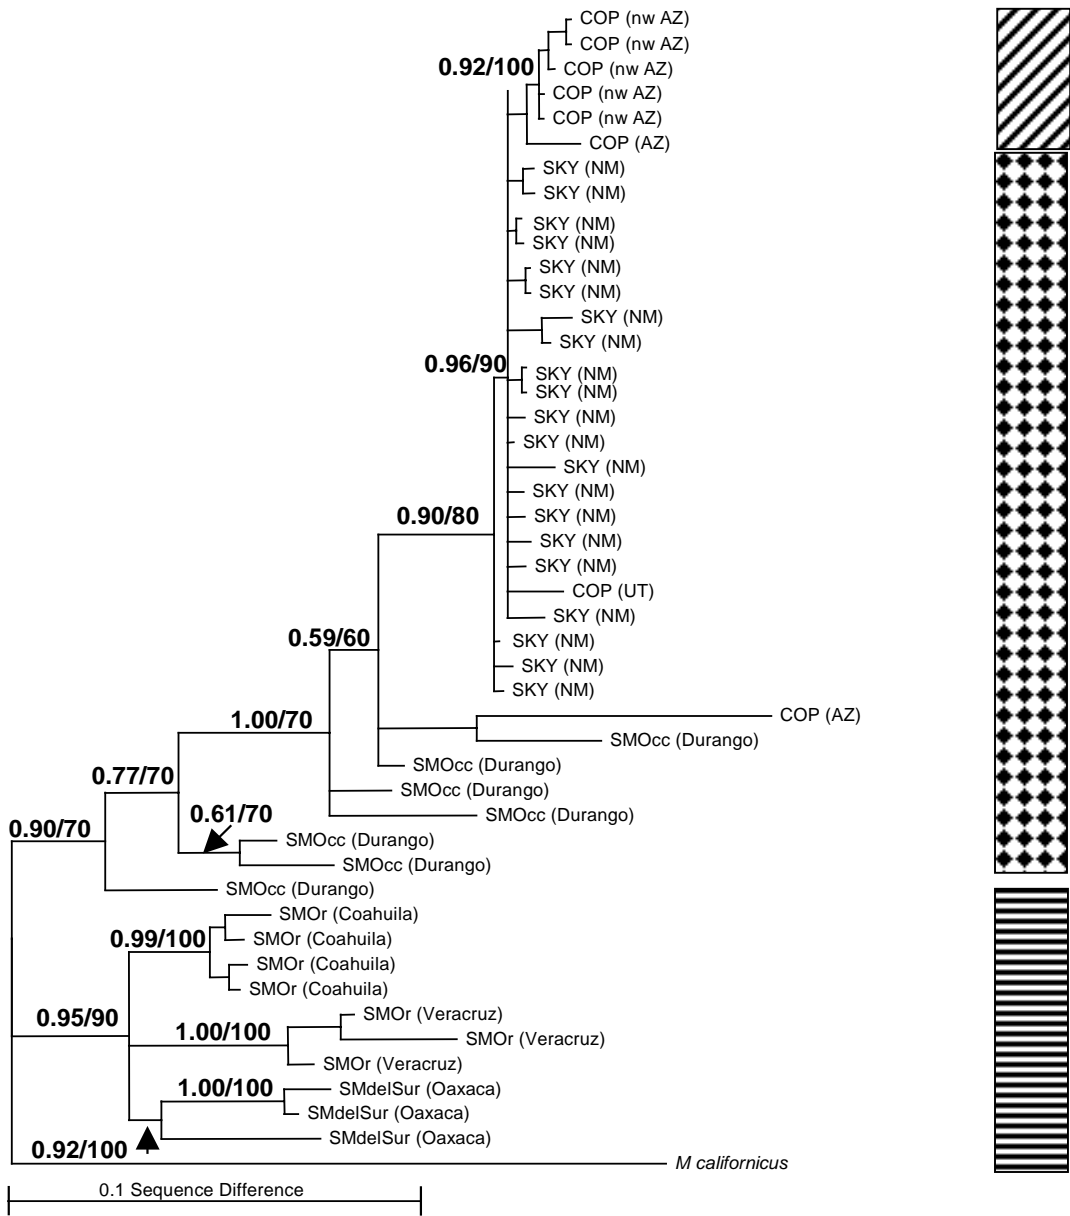 COP (nw AZ)
COP (nw AZ)
0.92/100
COP (nw AZ)
COP (nw AZ)
COP (nw AZ)
COP (AZ)
SKY (NM)
SKY (NM)
SKY (NM)
SKY (NM)
SKY (NM)
SKY (NM)
SKY (NM)
SKY (NM)
0.96/90
SKY (NM)
SKY (NM)
SKY (NM)
SKY (NM)
SKY (NM)
SKY (NM)
0.90/80
SKY (NM)
SKY (NM)
SKY (NM)
COP (UT)
SKY (NM)
0.59/60
SKY (NM)
SKY (NM)
SKY (NM)
1.00/70
COP (AZ)
SMOcc (Durango)
SMOcc (Durango)
0.77/70
SMOcc (Durango)
0.61/70
SMOcc (Durango)
0.90/70
SMOcc (Durango)
SMOcc (Durango)
SMOcc (Durango)
SMOr (Coahuila)
0.99/100
SMOr (Coahuila)
SMOr (Coahuila)
SMOr (Coahuila)
0.95/90
SMOr (Veracruz)
1.00/100
SMOr (Veracruz)
SMOr (Veracruz)
1.00/100
SMdelSur (Oaxaca)
SMdelSur (Oaxaca)
SMdelSur (Oaxaca)
0.92/100
M californicus
0.1 Sequence Difference